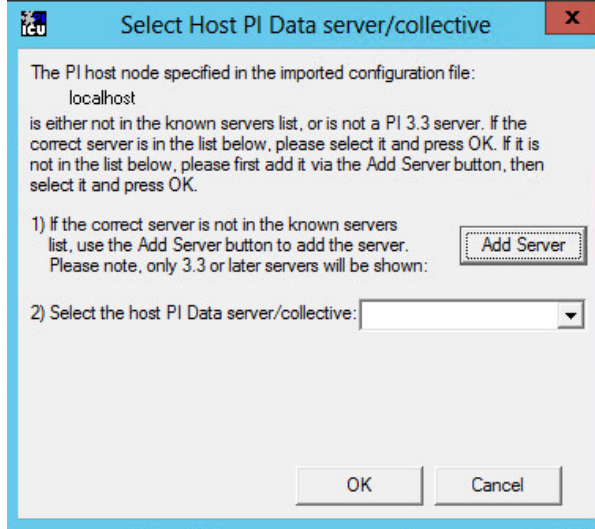 ICU
Select Host PI Data server/collective
x
The PI host node specified in the imported configuration file:
localhost
is either not in the known servers list, or is not a PI 3.3 server. If the
correct server is in the list below, please select it and press OK. If it is
not in the list below, please first add it via the Add Server button, then
select it and press OK.
1) If the correct server is not in the known servers
list, use the Add Server button to add the server.
Please note, only 3.3 or later servers will be shown:
Add Server
2) Select the host PI Data server/collective:
OK
Cancel